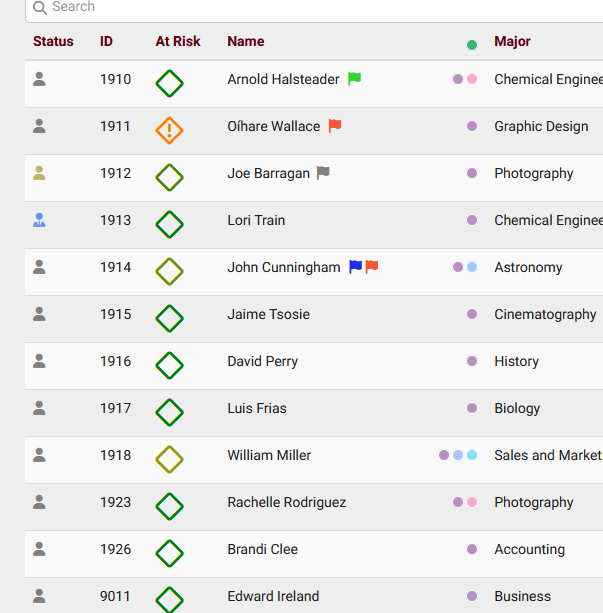 Search
Status ID At Risk Name Major
1910 Arnold Halsteader Chemical Enginee
1911 Oíhare Wallace Graphic Design
1912 Joe Barragan Photography
1913 Lori Train Chemical Enginee
1914 John Cunningham Astronomy
1915 Jaime Tsosie Cinematography
1916 David Perry History
1917 Luis Frias Biology
1918 William Miller Sales and Market
1923 Rachelle Rodriguez Photography
1926 Brandi Clee Accounting
9011 Edward Ireland Business